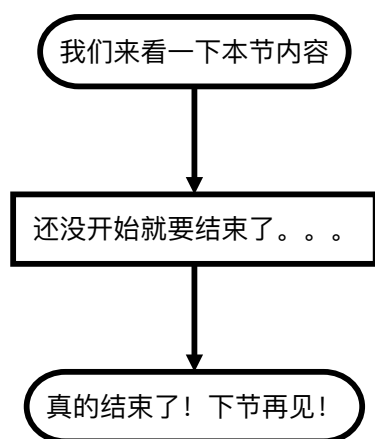 我们来看一下本节内容
还没开始就要结束了。。。
真的结束了！下节再见！